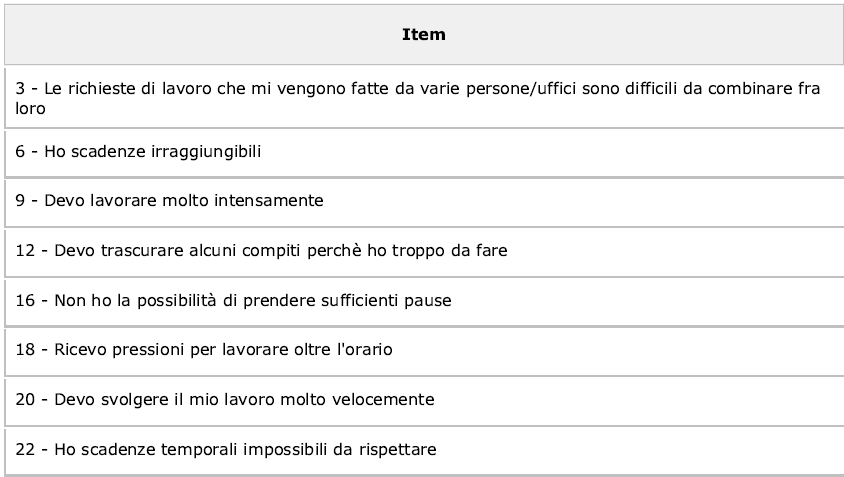 Item
3 - Le richieste di lavoro che mi vengono fatte da varie persone/uffici sono difficili da combinare fra
loro
6 - Ho scadenze irraggiungibili
9 - Devo lavorare molto intensamente
12 - Devo trascurare alcuni compiti perchè ho troppo da fare
16 - Non ho la possibilità di prendere sufficienti pause
18 - Ricevo pressioni per lavorare oltre l'orario
20 - Devo svolgere il mio lavoro molto velocemente
22 - Ho scadenze temporali impossibili da rispettare